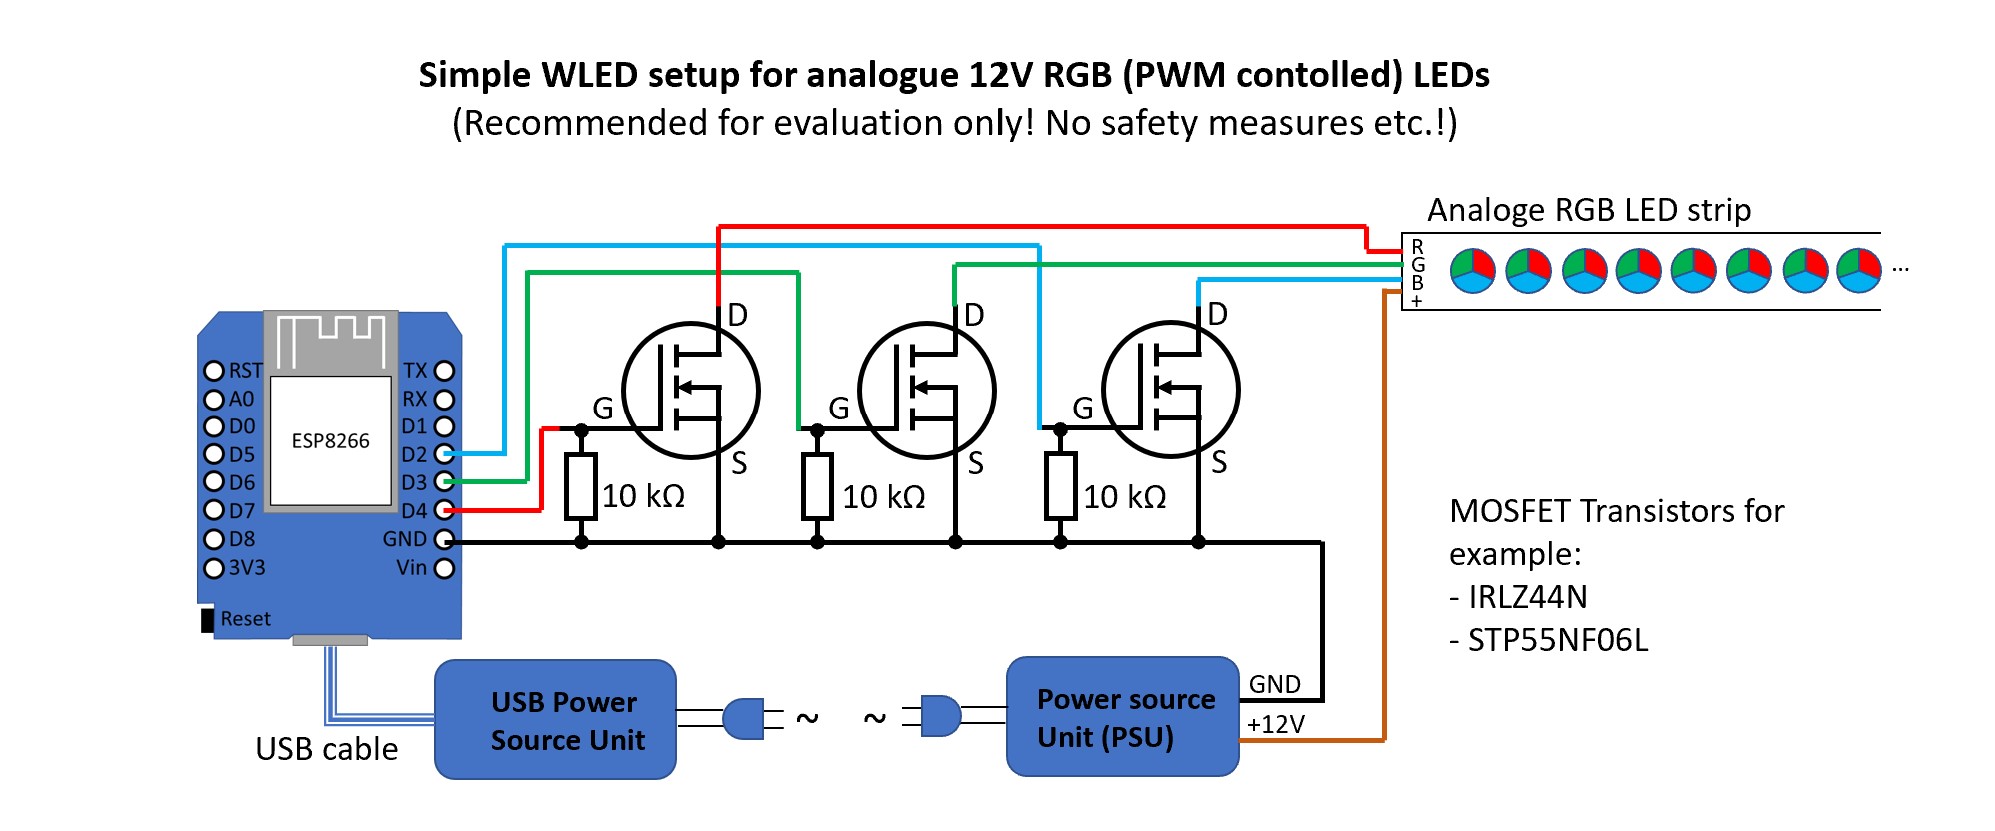 Simple WLED setup for analogue 12V RGB (PWM contolled) LEDs
(Recommended for evaluation only! No safety measures etc.!)
Analoge RGB LED strip
R
G
B
+
...
D
D
D
G
G
G
S
S
S
10 kΩ
10 kΩ
10 kΩ
RST
A0
D0
D5
D6
D7
D8
3V3
ESP8266
TX
RX
D1
D2
D3
D4
GND
Vin
Reset
MOSFET Transistors for
example:
- IRLZ44N
- STP55NF06L
USB cable
USB Power
Source Unit
~
~
Power source
Unit (PSU)
GND
+12V